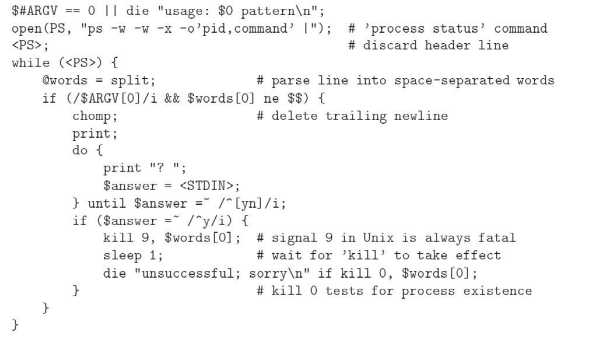 $#ARGV == 0 || die "usage: $0 pattern\n";
open(PS, "ps -w -w -x -o'pid,command' |");  # 'process status' command
<PS>;                                       # discard header line
while (<PS>) {
    @words = split;            # parse line into space-separated words
    if (/$ARGV[0]/i && $words[0] ne $$) {
        chomp;                 # delete trailing newline
        print;
        do {
            print "? ";
            $answer = <STDIN>;
        } until $answer =~ /^[yn]/i;
        if ($answer =~ /^y/i) {
            kill 9, $words[0];  # signal 9 in Unix is always fatal
            sleep 1;            # wait for 'kill' to take effect
            die "unsuccessful; sorry\n" if kill 0, $words[0];
        }                       # kill 0 tests for process existence
    }
}